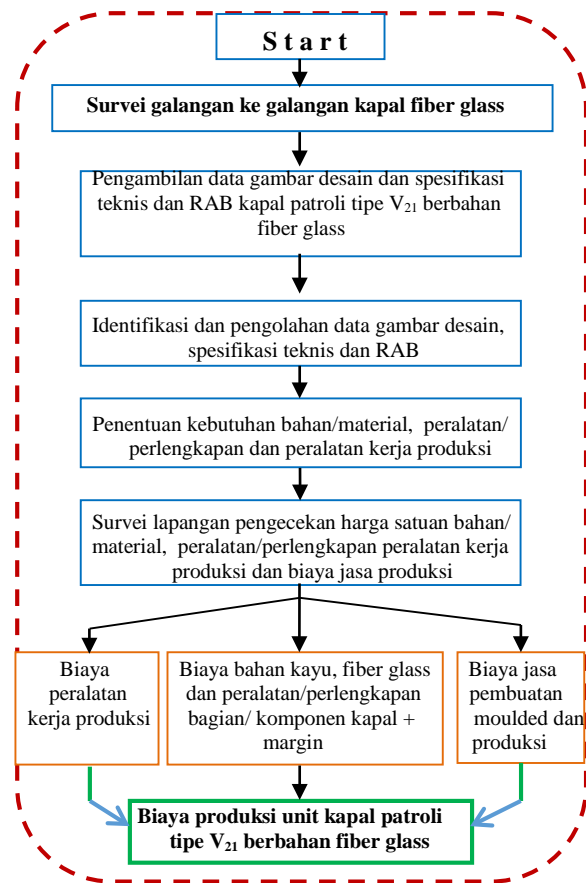 S t a r t
Survei galangan ke galangan kapal fiber glass
Pengambilan data gambar desain dan spesifikasi
teknis dan RAB kapal patroli tipe V₂₁ berbahan
fiber glass
Identifikasi dan pengolahan data gambar desain,
spesifikasi teknis dan RAB
Penentuan kebutuhan bahan/material, peralatan/
perlengkapan dan peralatan kerja produksi
Survei lapangan pengecekan harga satuan bahan/
material, peralatan/perlengkapan peralatan kerja
produksi dan biaya jasa produksi
Biaya
peralatan
kerja produksi
Biaya bahan kayu, fiber glass
dan peralatan/perlengkapan
bagian/ komponen kapal +
margin
Biaya jasa
pembuatan
moulded dan
produksi
Biaya produksi unit kapal patroli
tipe V₂₁ berbahan fiber glass